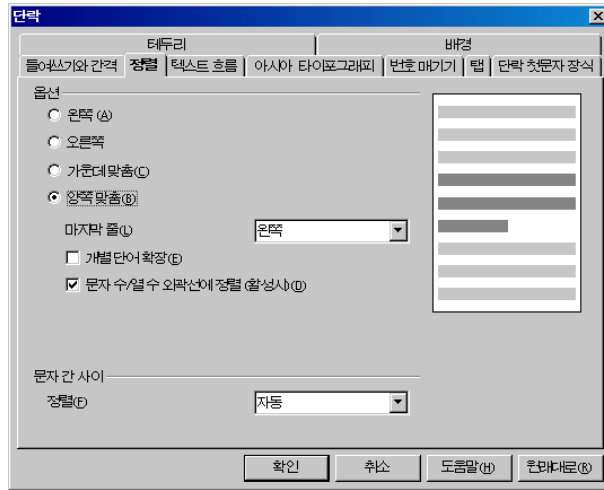 단락
테두리 배경
들여쓰기와 간격 정렬 텍스트 흐름 아시아 타이포그래피 번호 매기기 탭 단락 첫문자 장식
옵션
왼쪽(A)
오른쪽
가운데 맞춤(C)
양쪽 맞춤(B)
마지막 줄(L) 왼쪽
개별 단어 확장(E)
문자 수/열 수 외곽선에 정렬 (활성시)(D)
문자 간 사이
정렬(F) 자동
확인 취소 도움말(H) 원래대로(R)